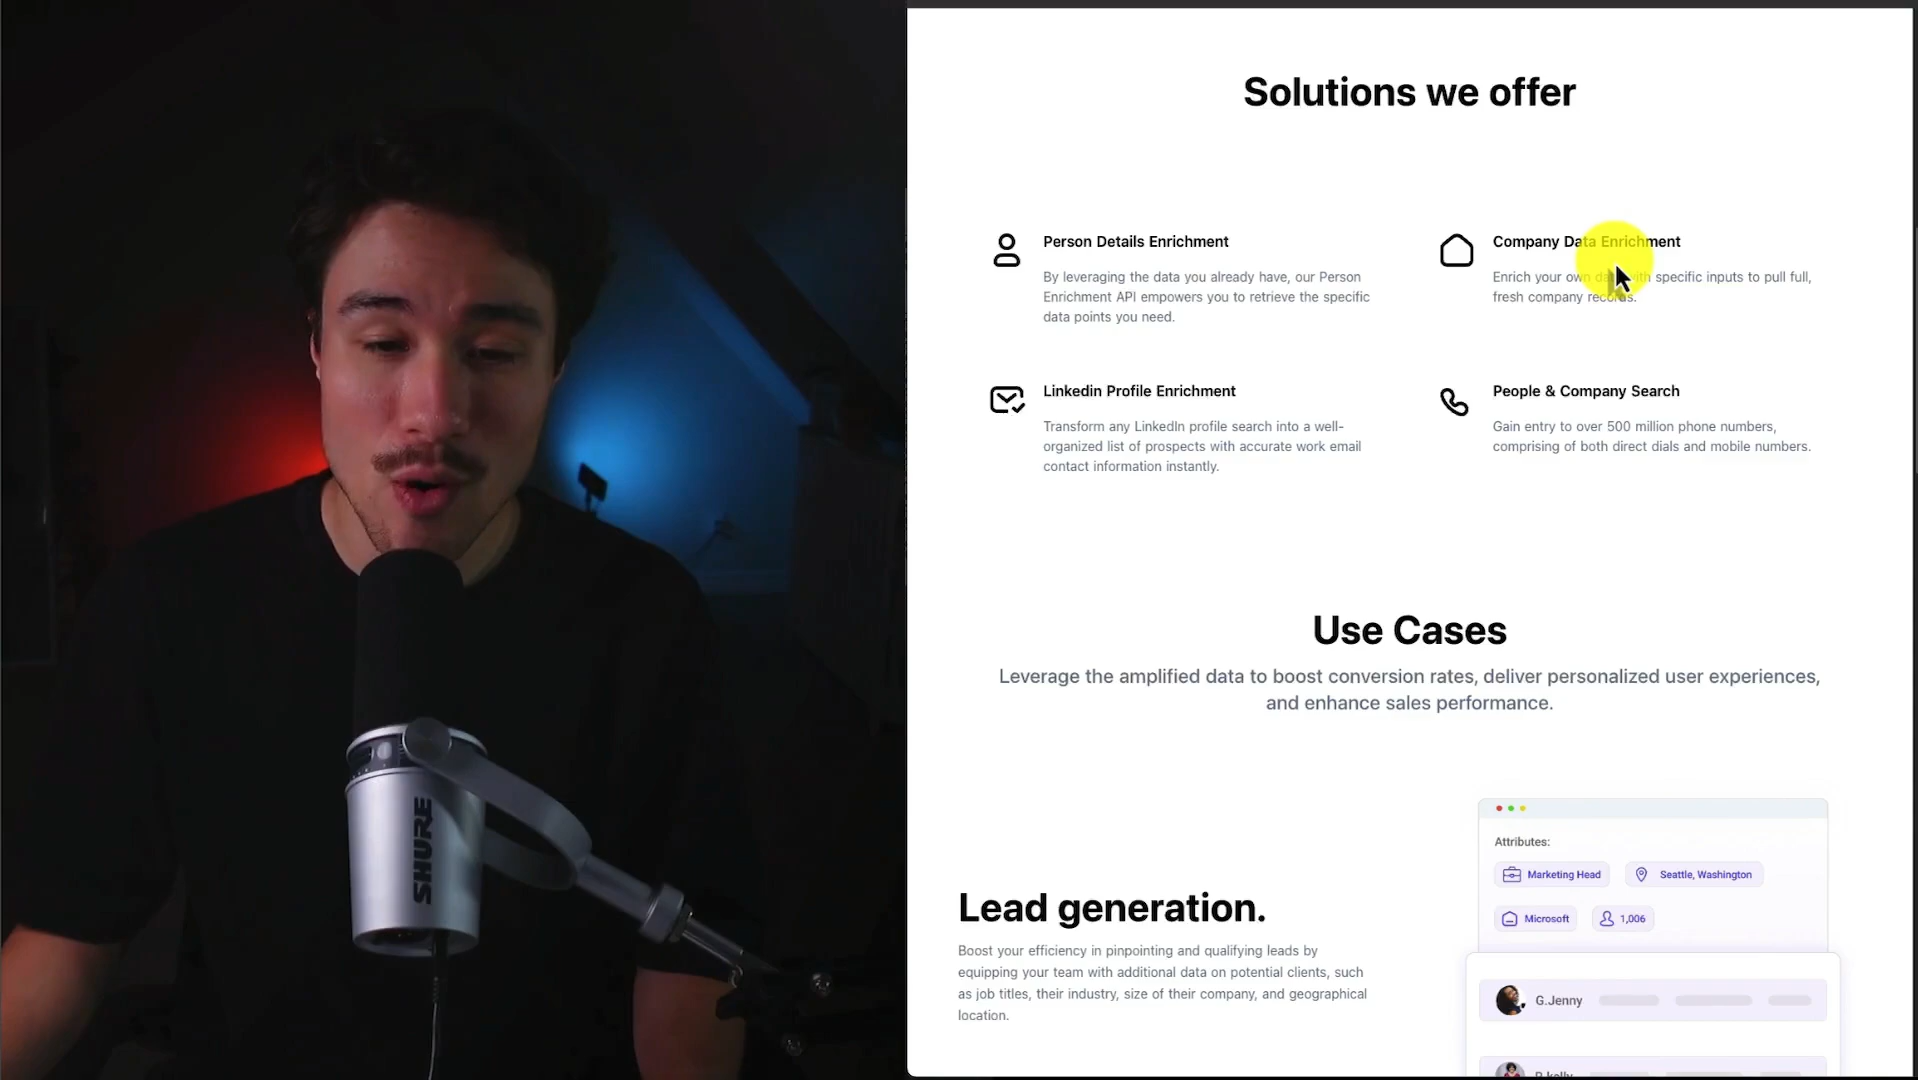 Solutions we offer
Person Details Enrichment
By leveraging the data you already have, our Person
Enrichment API empowers you to retrieve the specific
data points you need.
Company Data Enrichment
Enrich your own data with specific inputs to pull full,
fresh company records.
Linkedin Profile Enrichment
Transform any LinkedIn profile search into a well-
organized list of prospects with accurate work email
contact information instantly.
People & Company Search
Gain entry to over 500 million phone numbers,
comprising of both direct dials and mobile numbers.
Use Cases
Leverage the amplified data to boost conversion rates, deliver personalized user experiences,
and enhance sales performance.
Lead generation.
Boost your efficiency in pinpointing and qualifying leads by
equipping your team with additional data on potential clients, such
as job titles, their industry, size of their company, and geographical
location.
Attributes:
Marketing Head
Seattle, Washington
Microsoft
1,006
G.Jenny
SHURE